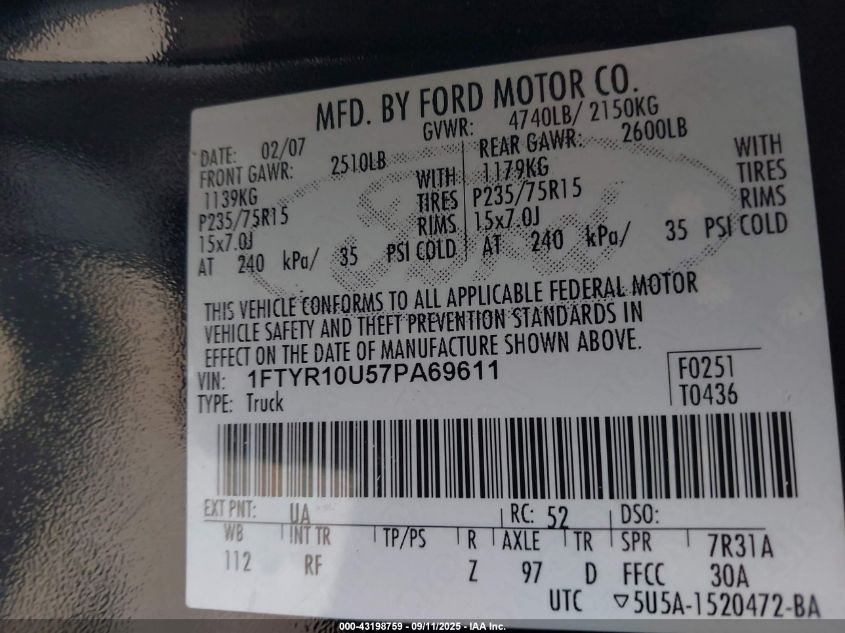 MFD. BY FORD MOTOR CO.
DATE: 02/07 GVWR: 4740LB/ 2150KG
FRONT GAWR: 2510LB REAR GAWR: 2600LB
1139KG WITH 1179KG WITH
P235/75R15 TIRES P235/75R15 TIRES
15x7.0J RIMS 15x7.0J RIMS
AT 240 kPa/ 35 PSI COLD AT 240 kPa/ 35 PSI COLD
Ford
THIS VEHICLE CONFORMS TO ALL APPLICABLE FEDERAL MOTOR
VEHICLE SAFETY AND THEFT PREVENTION STANDARDS IN
EFFECT ON THE DATE OF MANUFACTURE SHOWN ABOVE.
VIN: 1FTYR10U57PA69611 F0251
TYPE: Truck T0436
EXT PNT: UA RC: 52 DSO:
WB INT TR TP/PS R AXLE TR SPR 7R31A
112 RF Z 97 D FFCC 30A
UTC ▽5U5A-1520472-BA
000-43198759 - 09/11/2025 - IAA Inc.